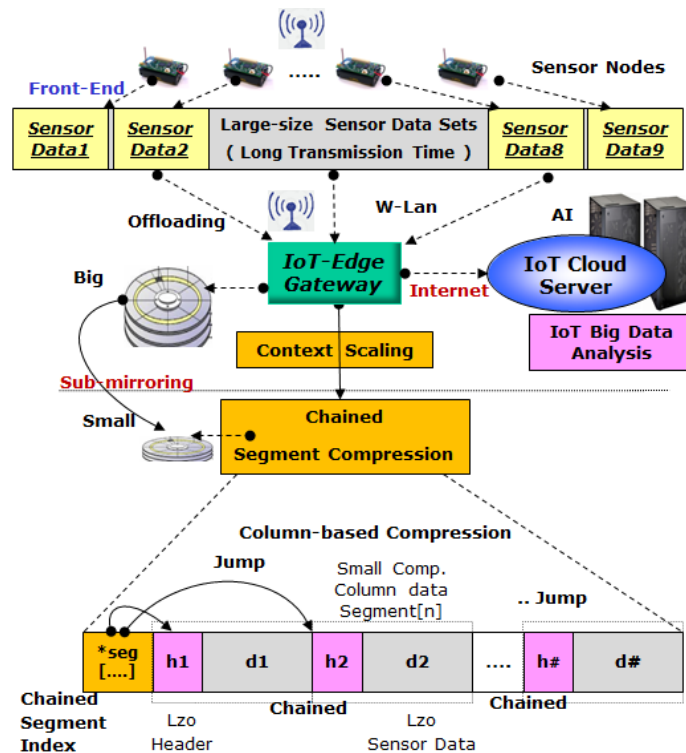 .....
Sensor Nodes
Front-End
Sensor Data1
Sensor Data2
Large-size Sensor Data Sets
( Long Transmission Time )
Sensor Data8
Sensor Data9
Offloading
W-Lan
AI
Big
IoT-Edge
Gateway
Internet
IoT Cloud
Server
IoT Big Data
Analysis
Context Scaling
Sub-mirroring
Small
Chained
Segment Compression
Column-based Compression
Jump
Small Comp.
Column data
Segment[n]
.. Jump
*seg
[....]
h1
d1
h2
d2
....
h#
d#
Chained
Segment
Index
Chained
Chained
Lzo
Header
Lzo
Sensor Data